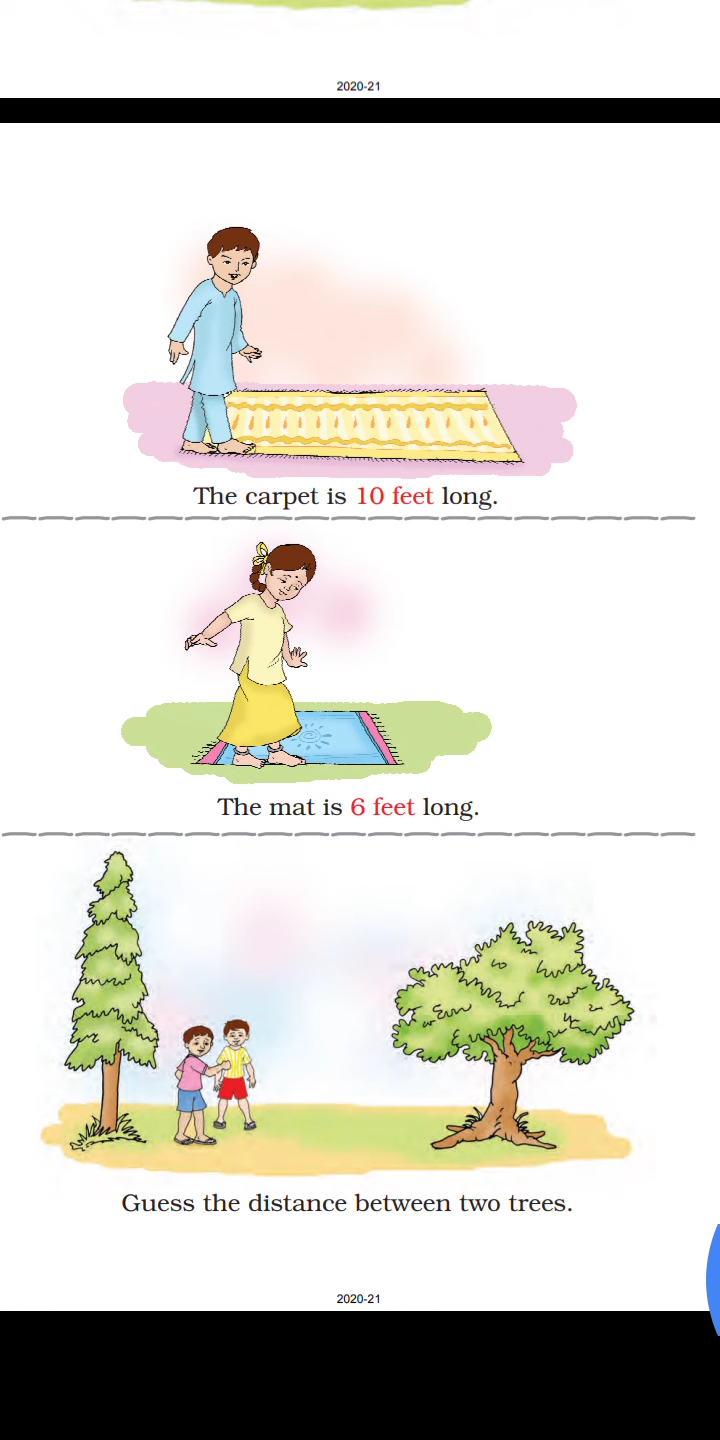 2020-21
The carpet is 10 feet long.
The mat is 6 feet long.
Guess the distance between two trees.
2020-21